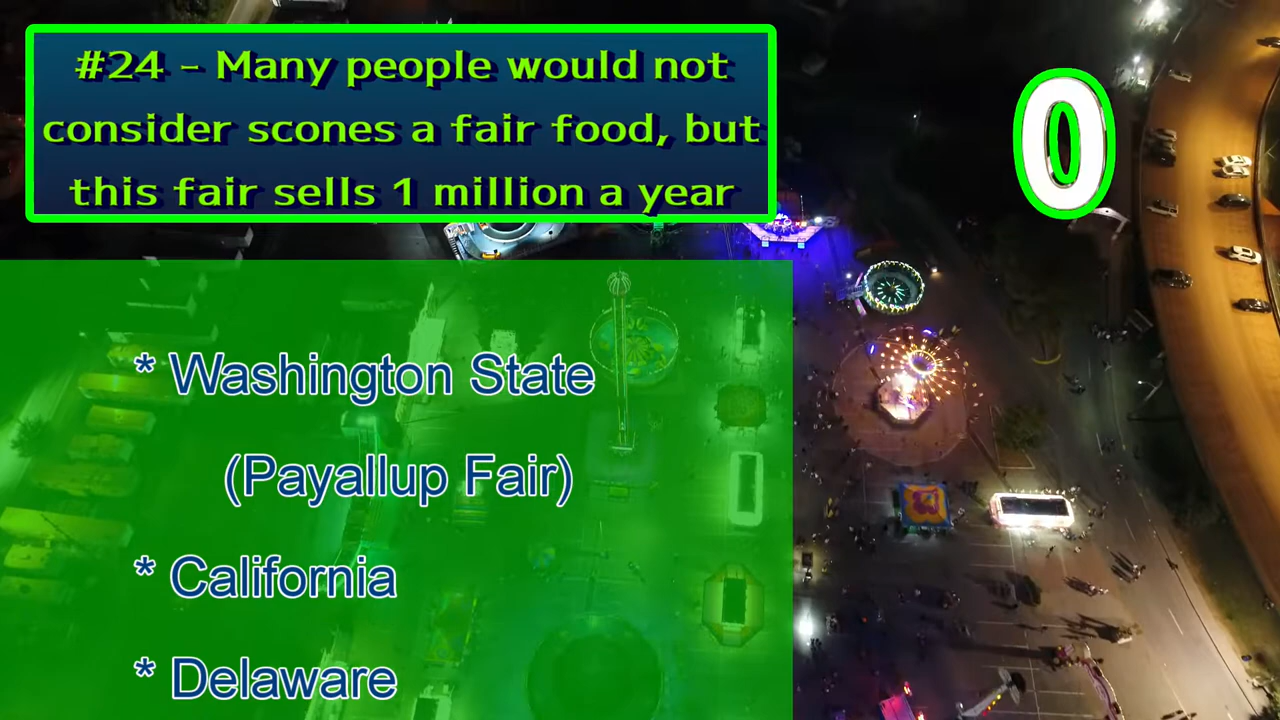 #24 - Many people would not
consider scones a fair food, but
this fair sells 1 million a year
0
* Washington State
(Payallup Fair)
* California
* Delaware